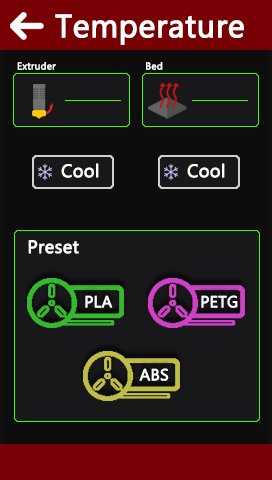 Temperature
Extruder
Bed
Cool
Cool
Preset
PLA
PETG
ABS